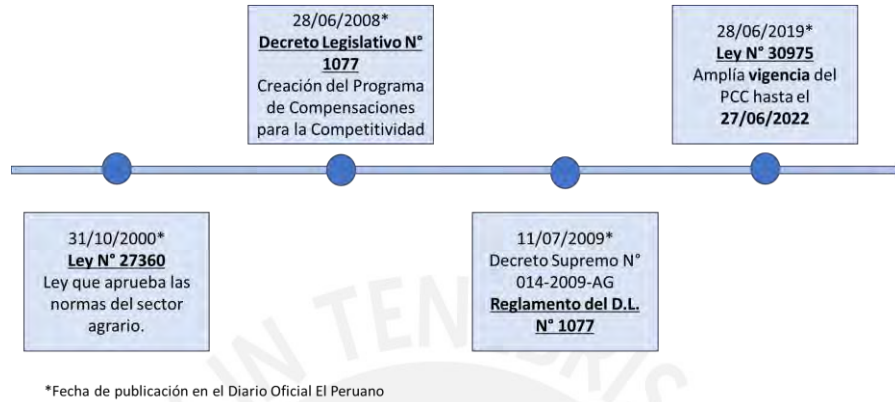 28/06/2008*
Decreto Legislativo N°
1077
Creación del Programa
de Compensaciones
para la Competitividad
28/06/2019*
Ley N° 30975
Amplía vigencia del
PCC hasta el
27/06/2022
31/10/2000*
Ley N° 27360
Ley que aprueba las
normas del sector
agrario.
11/07/2009*
Decreto Supremo N°
014-2009-AG
Reglamento del D.L.
N° 1077
IN TENEBRIS
*Fecha de publicación en el Diario Oficial El Peruano